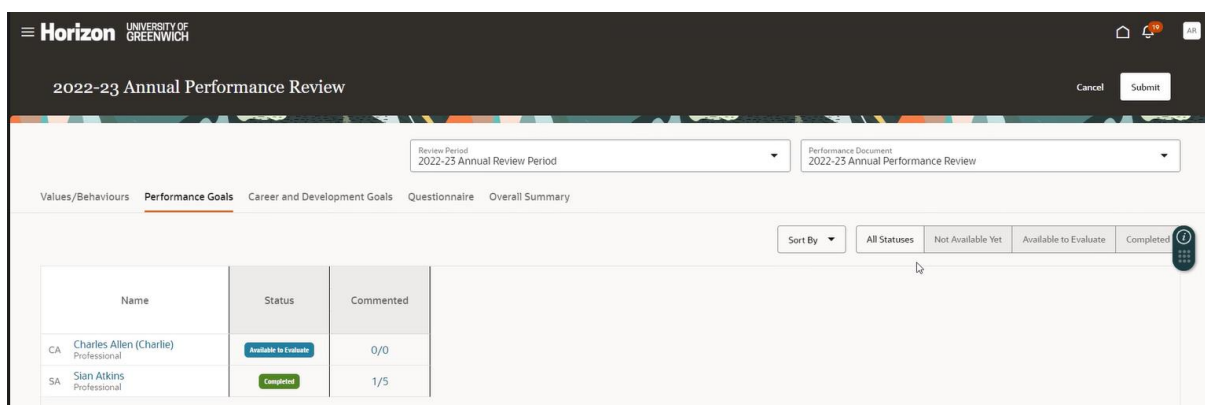 Horizon UNIVERSITY OF
GREENWICH
19
AR
2022-23 Annual Performance Review
Cancel
Submit
Review Period
2022-23 Annual Review Period
Performance Document
2022-23 Annual Performance Review
Values/Behaviours Performance Goals Career and Development Goals Questionnaire Overall Summary
Sort By All Statuses Not Available Yet Available to Evaluate Completed
Name Status Commented
CA Charles Allen (Charlie) Available to Evaluate 0/0
Professional
SA Sian Atkins Completed 1/5
Professional